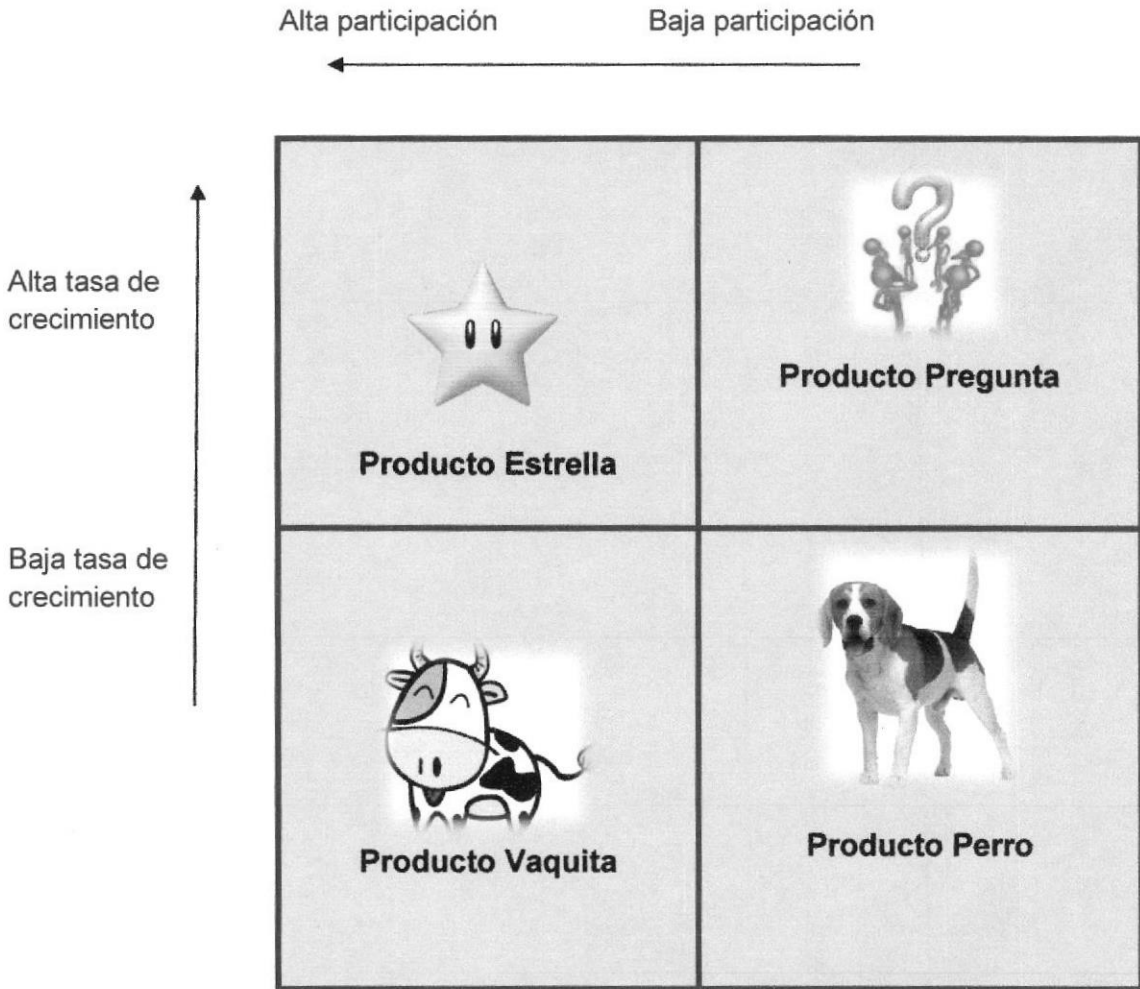 Alta participación Baja participación
Alta tasa de
crecimiento
?
Producto Estrella
Producto Pregunta
Baja tasa de
crecimiento
Producto Vaquita
Producto Perro